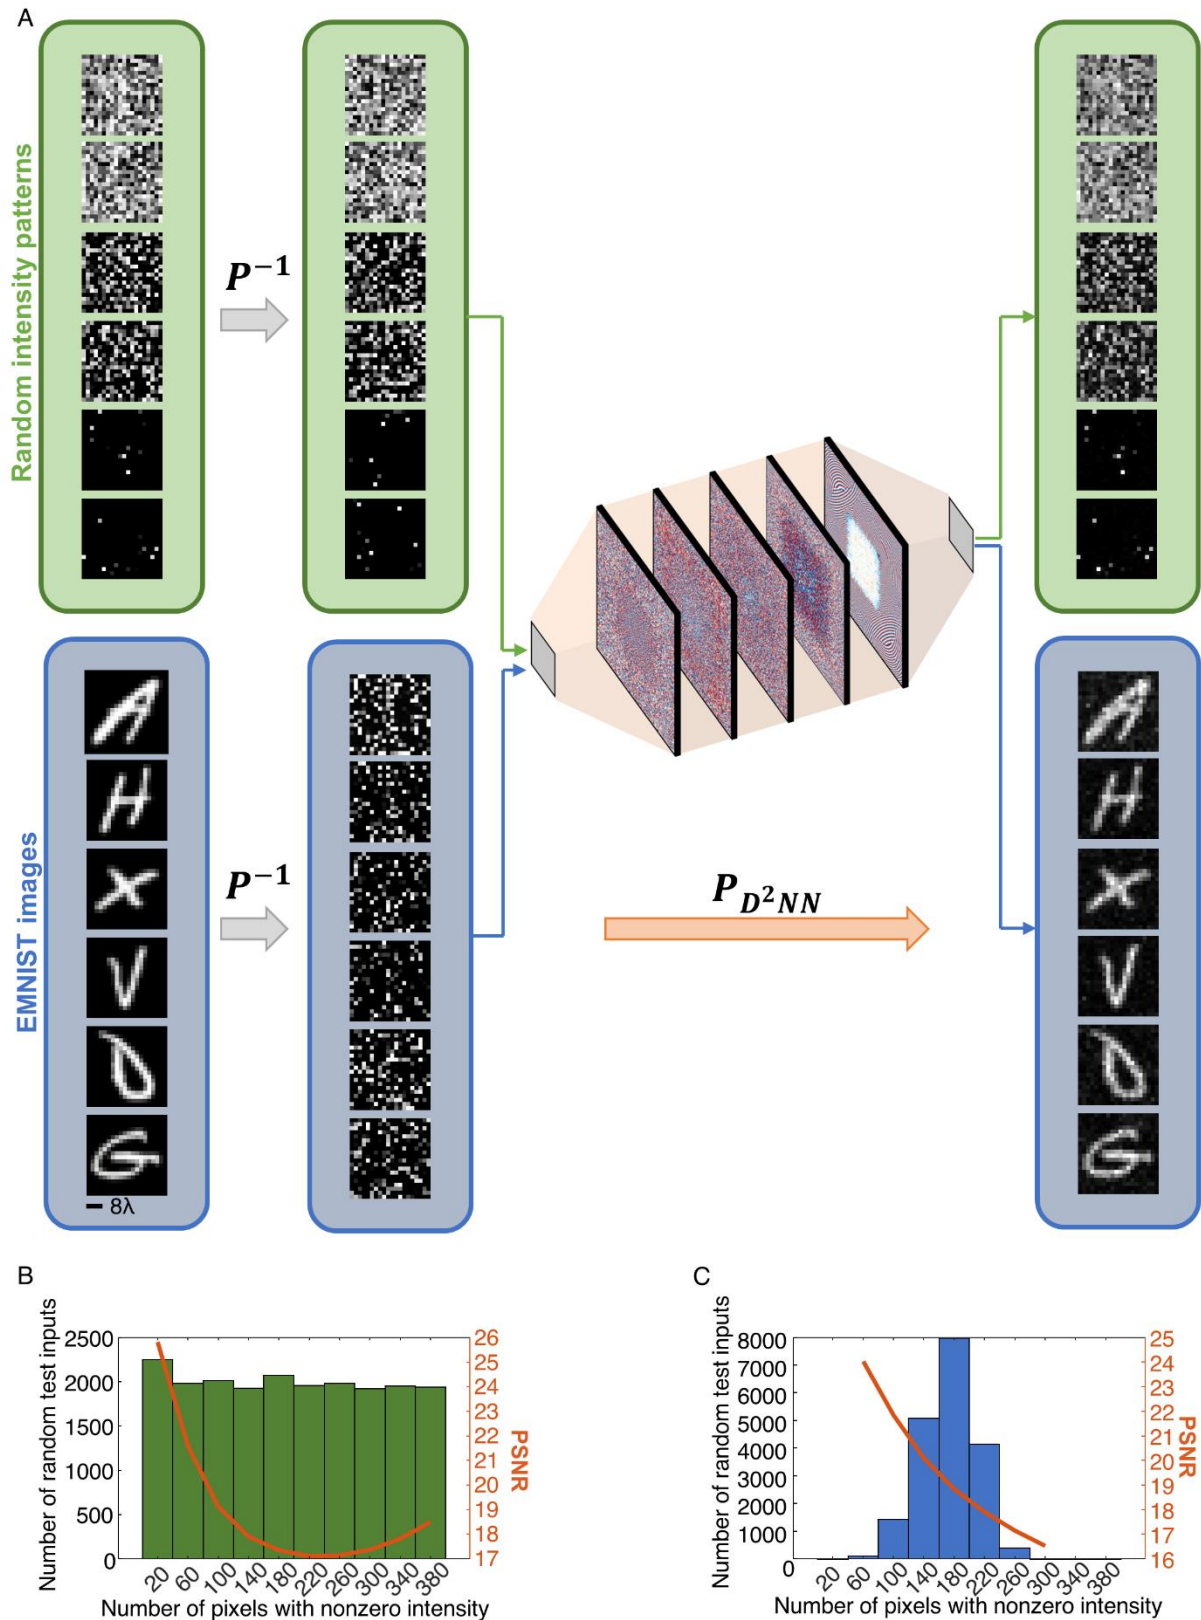 A
Random intensity patterns
P⁻¹
EMNIST images
P⁻¹
P_{D²NN}
8λ
B
Number of random test inputs
2500
2000
1500
1000
500
0
26
25
24
23
22
21
20
19
18
17
PSNR
20 60 100 140 180 220 260 300 340 380
Number of pixels with nonzero intensity
C
Number of random test inputs
8000
7000
6000
5000
4000
3000
2000
1000
0
25
24
23
22
21
20
19
18
17
16
PSNR
20 60 100 140 180 220 260 300 340 380
Number of pixels with nonzero intensity